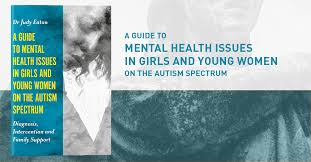 Dr Judy Eaton
A GUIDE
TO MENTAL
HEALTH ISSUES
IN GIRLS AND
YOUNG WOMEN
ON THE AUTISM
SPECTRUM
Diagnosis,
Intervention and
Family Support
A GUIDE TO
MENTAL HEALTH ISSUES
IN GIRLS AND YOUNG WOMEN
ON THE AUTISM SPECTRUM